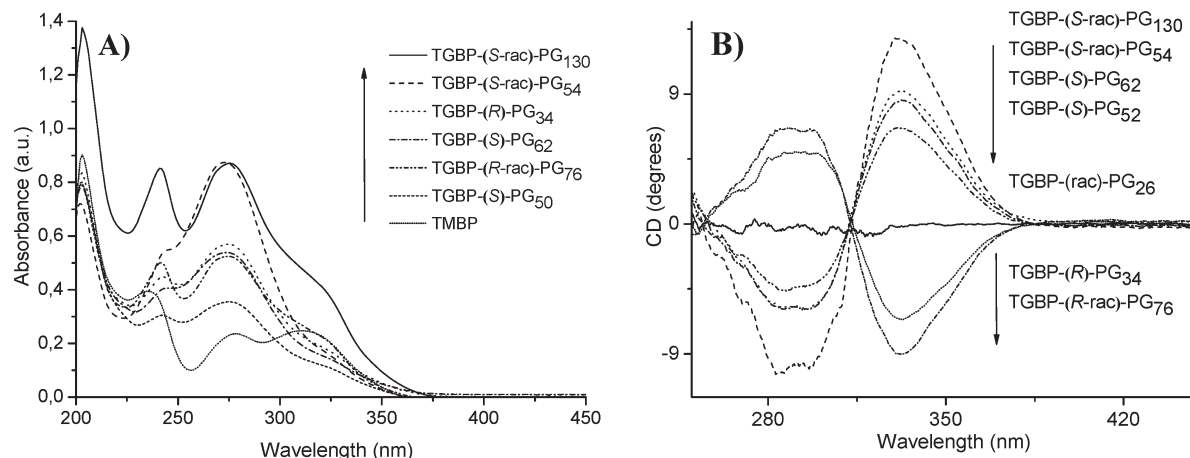 A)
Absorbance (a.u.)
1,4
1,2
1,0
0,8
0,6
0,4
0,2
0,0
200
250
300
350
400
450
Wavelength (nm)
TGBP-(S-rac)-PG130
TGBP-(S-rac)-PG54
TGBP-(R)-PG34
TGBP-(S)-PG62
TGBP-(R-rac)-PG76
TGBP-(S)-PG50
TMBP
B)
CD (degrees)
9
0
-9
280
350
420
Wavelength (nm)
TGBP-(S-rac)-PG130
TGBP-(S-rac)-PG54
TGBP-(S)-PG62
TGBP-(S)-PG52
TGBP-(rac)-PG26
TGBP-(R)-PG34
TGBP-(R-rac)-PG76